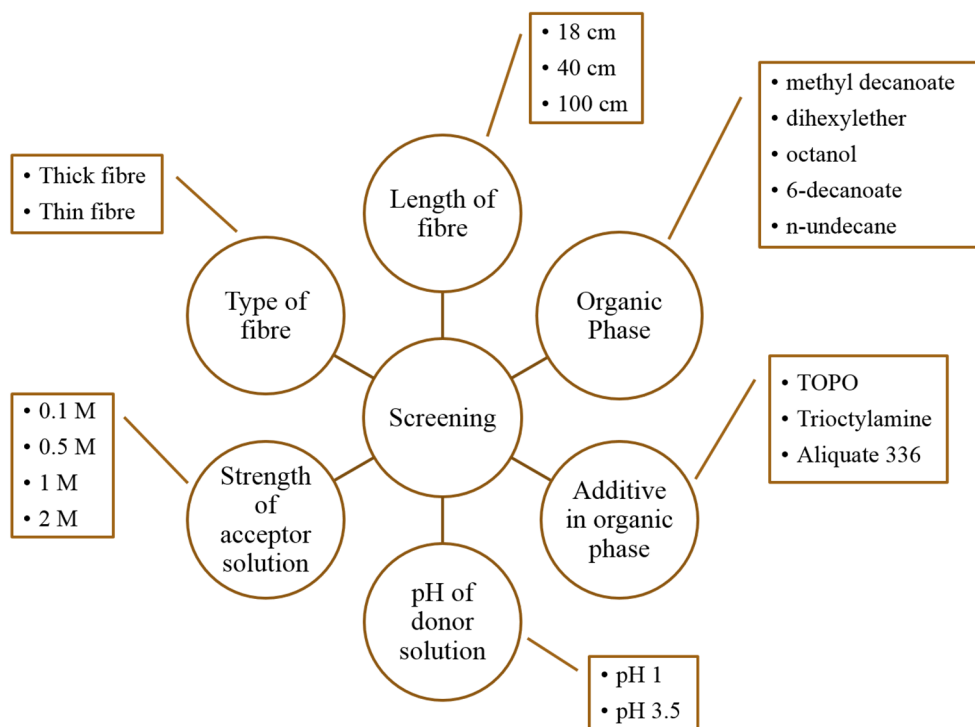 • 18 cm
• 40 cm
• 100 cm
• methyl decanoate
• dihexylether
• octanol
• 6-decanoate
• n-undecane
• Thick fibre
• Thin fibre
Length of
fibre
Type of
fibre
Organic
Phase
Screening
• TOPO
• Trioctylamine
• Aliquate 336
• 0.1 M
• 0.5 M
• 1 M
• 2 M
Strength
of
acceptor
solution
Additive
in organic
phase
pH of
donor
solution
• pH 1
• pH 3.5